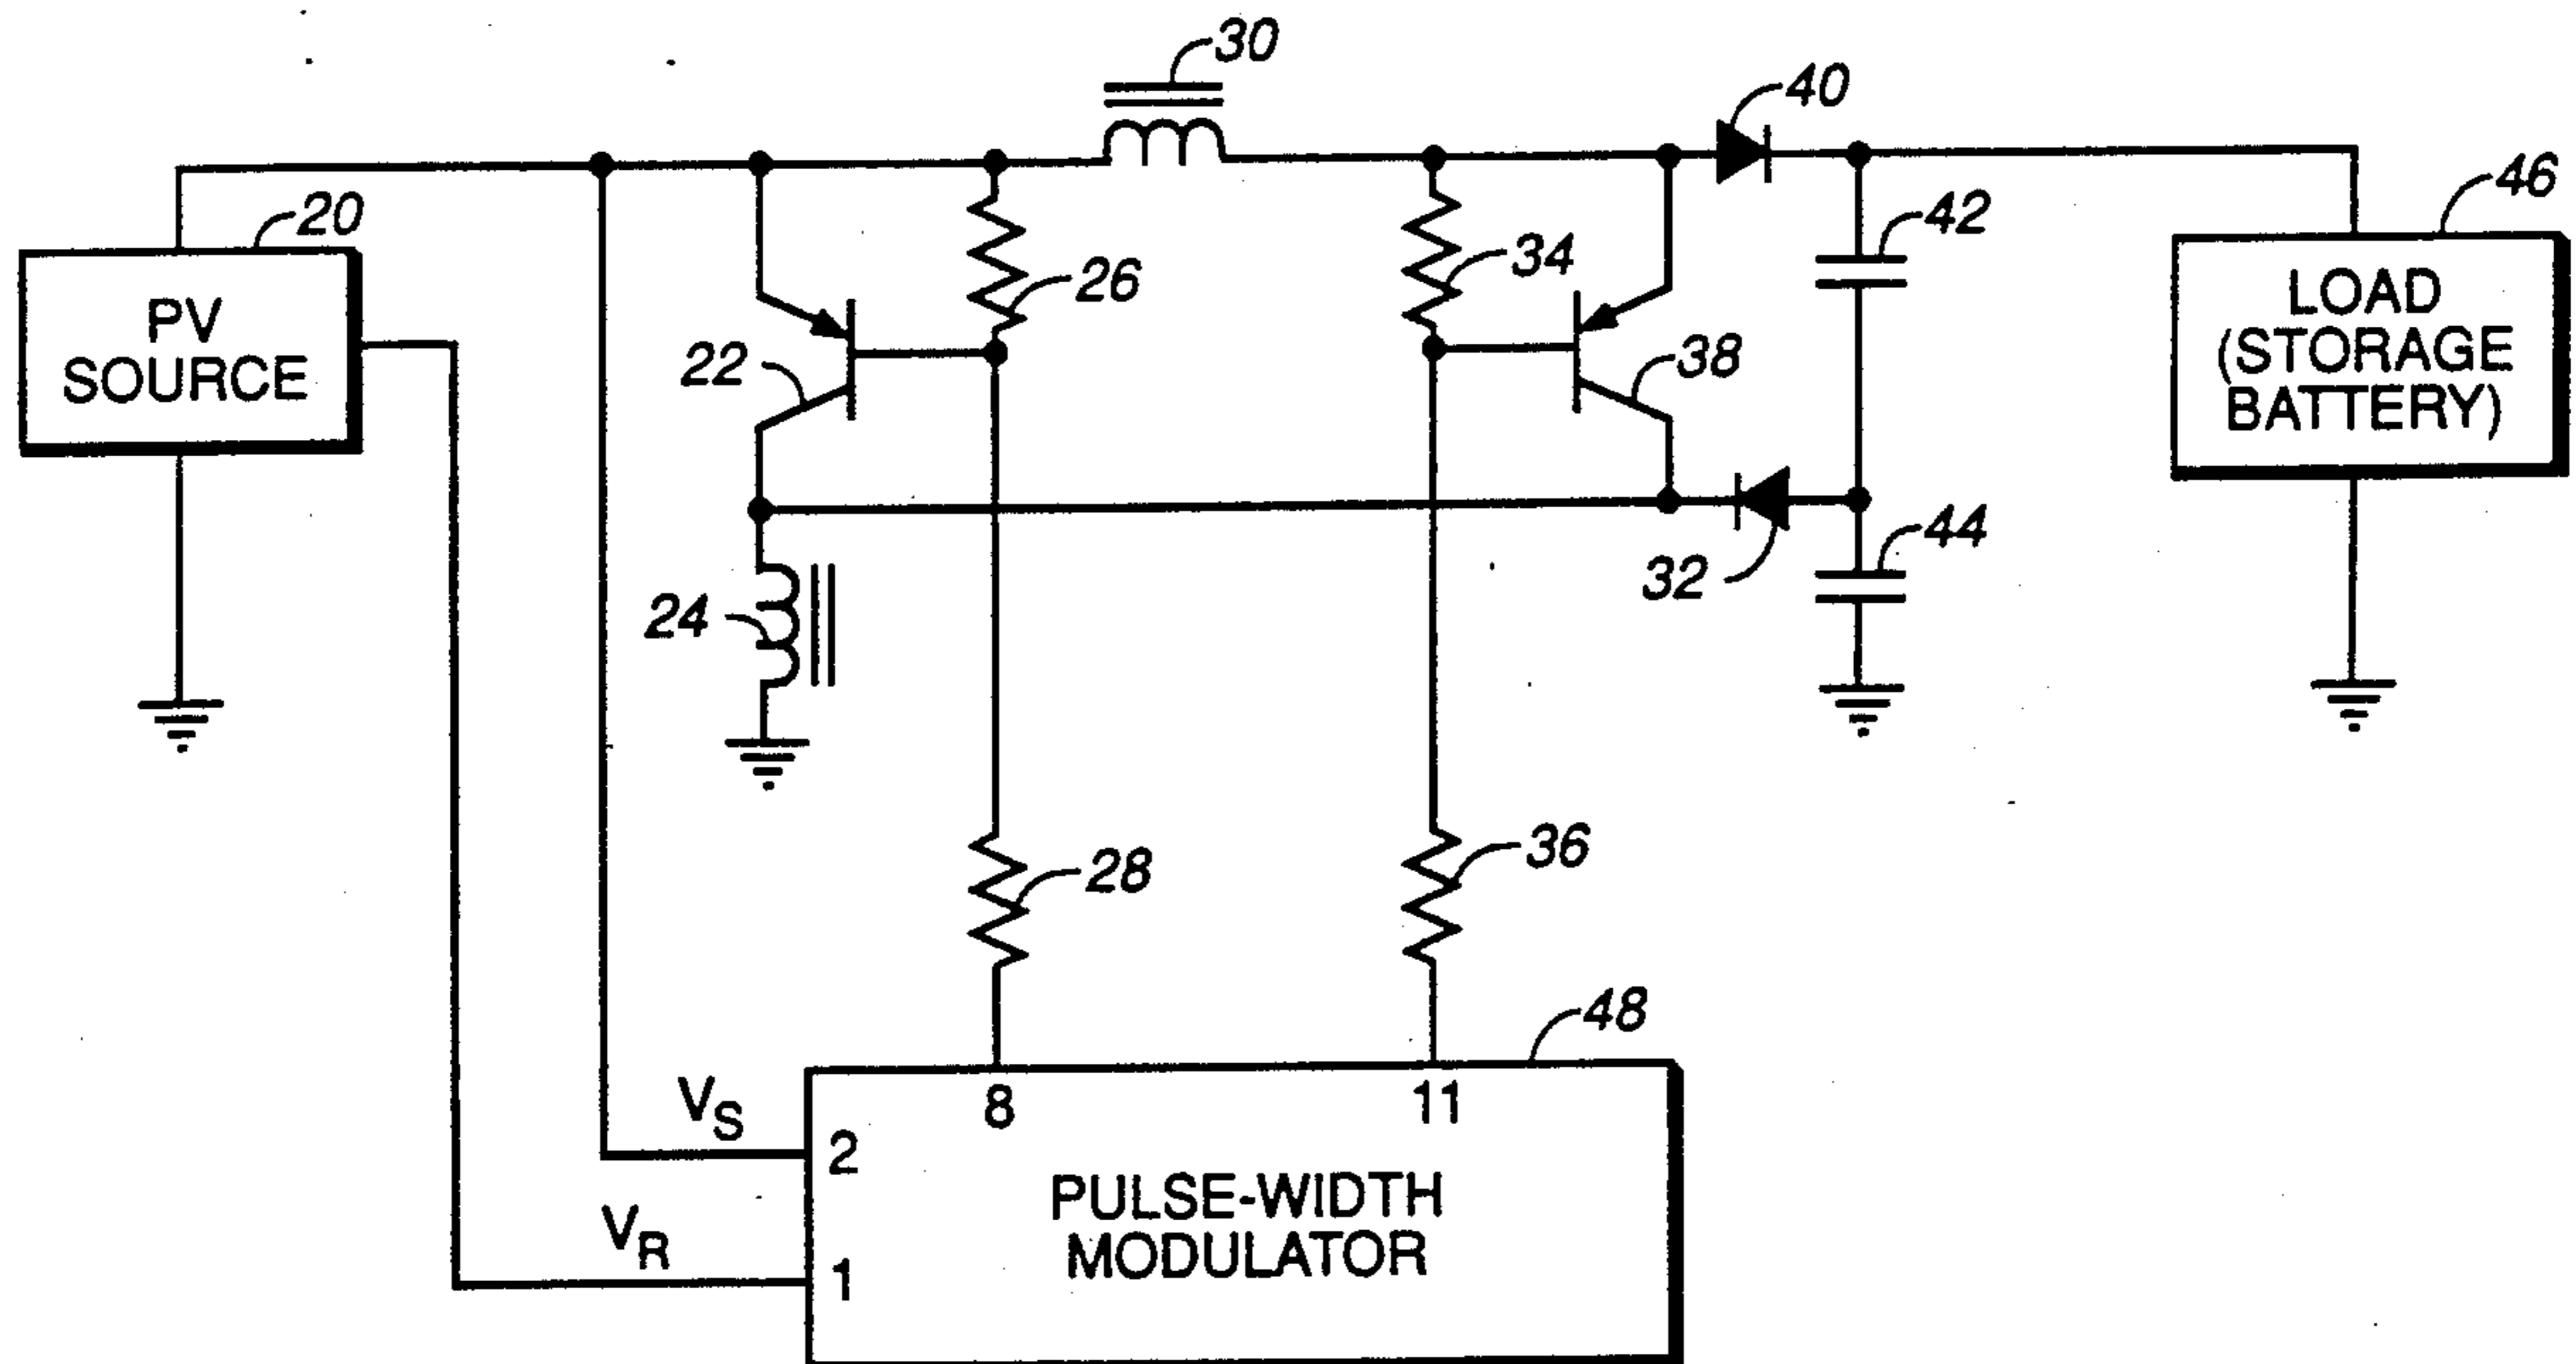 30
40
20
46
42
PV
SOURCE
26
34
LOAD
(STORAGE
BATTERY)
22
38
44
32
24
28
36
48
8
11
VS
2
PULSE-WIDTH
MODULATOR
VR
1